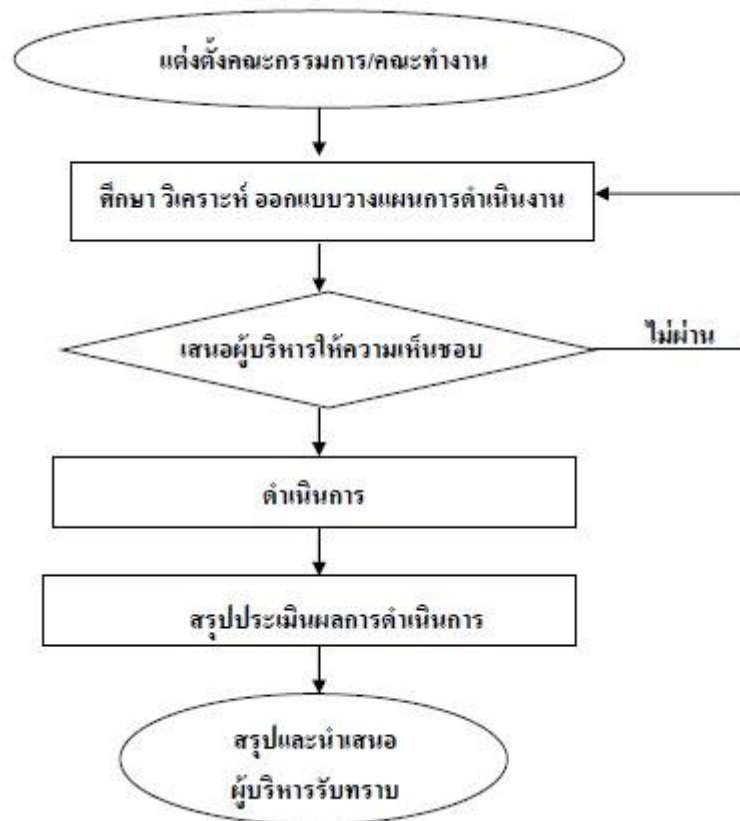 แต่งตั้งคณะกรรมการ/คณะทำงาน
ศึกษา วิเคราะห์ ออกแบบวางแผนการดำเนินงาน
เสนอผู้บริหารให้ความเห็นชอบ
ไม่ผ่าน
ดำเนินการ
สรุปประเมินผลการดำเนินการ
สรุปและนำเสนอ
ผู้บริหารรับทราบ